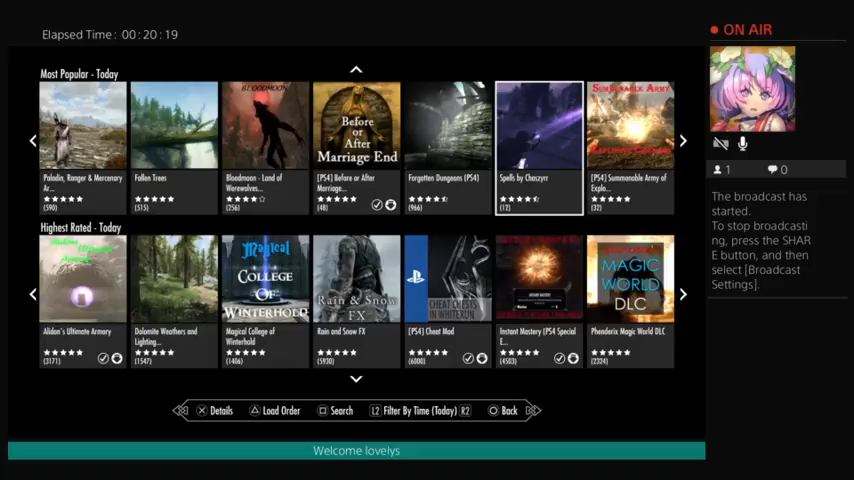 Elapsed Time: 00:20:19
ON AIR
Most Popular - Today
BLOODMOON
Before
or
After
Marriage End
SUMMONABLE ARMY
Paladin, Ranger & Mercenary
Ar...
(590)
Fallen Trees
(515)
Bloodmoon - Land of
Werewolves...
(256)
[PS4] Before or After
Marriage...
(48)
Forgotten Dungeons (PS4)
(966)
Spells by Chaszyrr
(12)
[PS4] Summonable Army of
Explo...
(32)
Highest Rated - Today
Magical
COLLEGE
OF
WINTERHOLD
Rain & Snow
FX
CHEAT CHESTS
IN WHITERUN
MAGIC
WORLD
DLC
Alidon's Ultimate Armory
(3171)
Dolomite Weathers and
Lighting...
(1547)
Magical College of
Winterhold
(1406)
Rain and Snow FX
(5930)
[PS4] Cheat Mod
(6000)
Instant Mastery (PS4 Special
E...
(4503)
Phenderix Magic World DLC
(2324)
Details
Load Order
Search
L2 Filter By Time (Today) R2
Back
Welcome lovelys
1
0
The broadcast has
started.
To stop broadcasti
ng, press the SHAR
E button, and then
select [Broadcast
Settings].